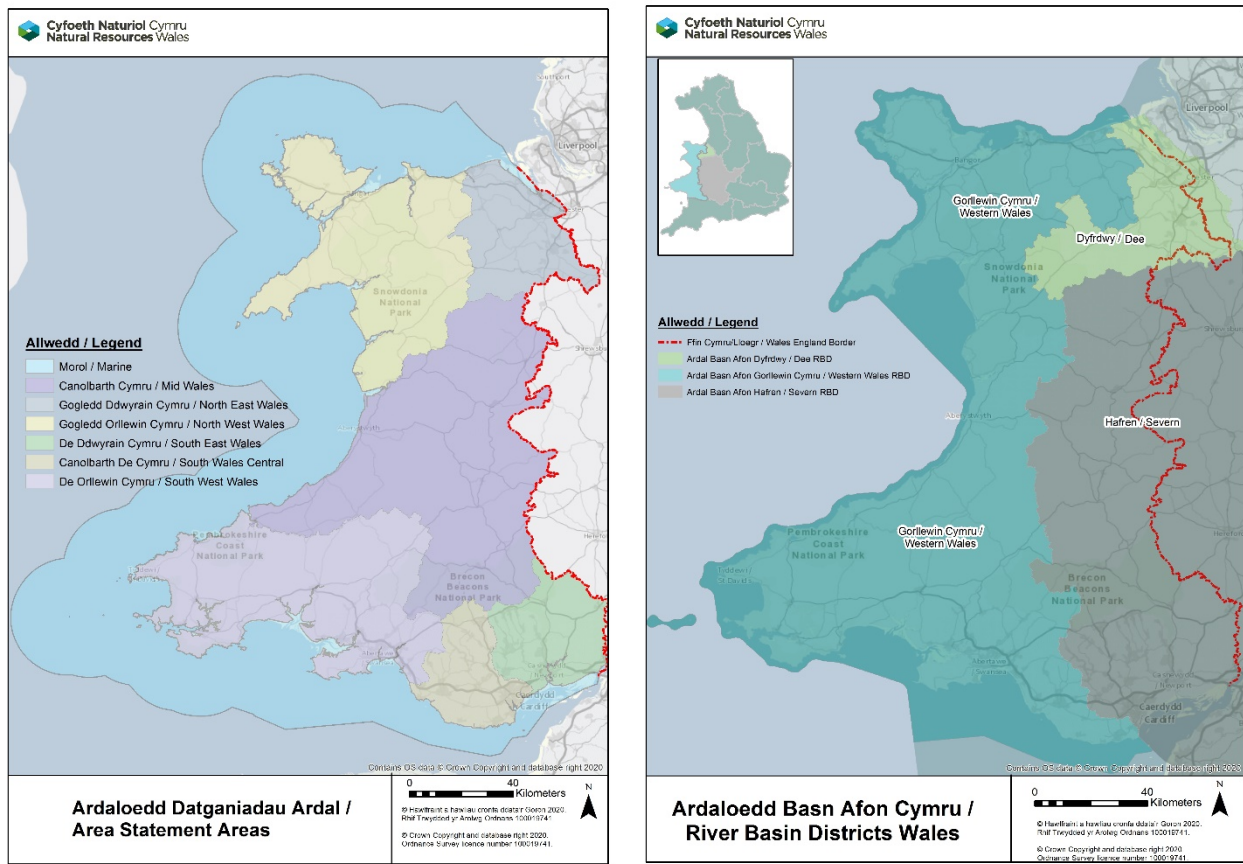 Cyfoeth Naturiol Cymru
Natural Resources Wales
Southport
Liverpool
Snowdonia
National
Park
Allwedd / Legend
Morol / Marine
Canolbarth Cymru / Mid Wales
Gogledd Ddwyrain Cymru / North East Wales
Gogledd Orllewin Cymru / North West Wales
De Ddwyrain Cymru / South East Wales
Canolbarth De Cymru / South Wales Central
De Orllewin Cymru / South West Wales
Pembrokeshire
Coast
National Park
Brecon
Beacons
National Park
Caerdydd
Cardiff
Contains OS data © Crown Copyright and database right 2020
Ardaloedd Datganiadau Ardal /
Area Statement Areas
0 40
Kilometers
N
© Hawlfraint a hawliau cronfa ddata'r Goron 2020.
Rhif Trwydded yr Arolwg Ordnans 100019741.
© Crown Copyright and database right 2020.
Ordnance Survey licence number 100019741.
Cyfoeth Naturiol Cymru
Natural Resources Wales
Liverpool
Bangor
Gorllewin Cymru /
Western Wales
Dyfrdwy / Dee
Snowdonia
National
Park
Allwedd / Legend
Ffin Cymru/Lloegr / Wales England Border
Ardal Basn Afon Dyfrdwy / Dee RBD
Ardal Basn Afon Gorllewin Cymru / Western Wales RBD
Ardal Basn Afon Hafren / Severn RBD
Aberystwyth
Hafren / Severn
Gorllewin Cymru /
Western Wales
Pembrokeshire
Coast
National Park
Tyddewi/
St Davids
Brecon
Beacons
National Park
Abertawe
Swansea
Casnewydd
Newport
Caerdydd
Cardiff
Contains OS data © Crown Copyright and database right 2020
Ardaloedd Basn Afon Cymru /
River Basin Districts Wales
0 40
Kilometers
N
© Hawlfraint a hawliau cronfa ddata'r Goron 2020.
Rhif Trwydded yr Arolwg Ordnans 100019741.
© Crown Copyright and database right 2020.
Ordnance Survey licence number 100019741.